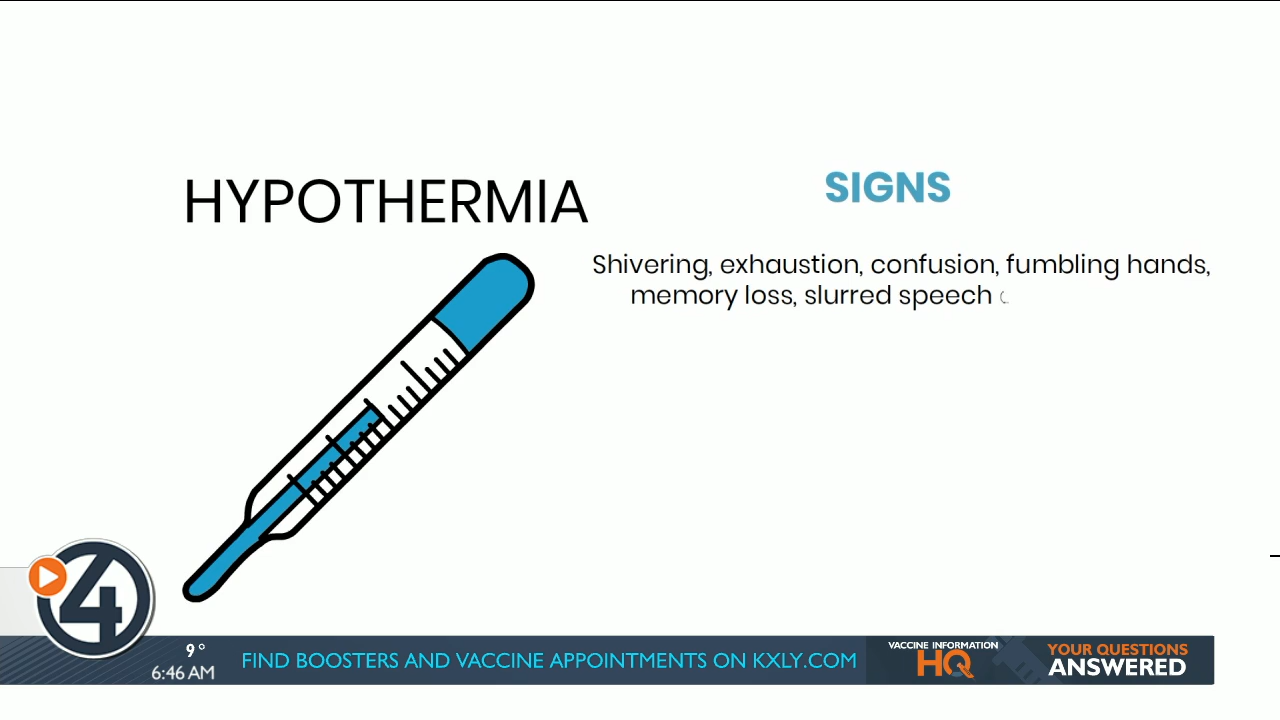 HYPOTHERMIA
SIGNS
Shivering, exhaustion, confusion, fumbling hands,
memory loss, slurred speech
4
9°
6:46 AM
FIND BOOSTERS AND VACCINE APPOINTMENTS ON KXLY.COM
VACCINE INFORMATION
HQ
YOUR QUESTIONS
ANSWERED